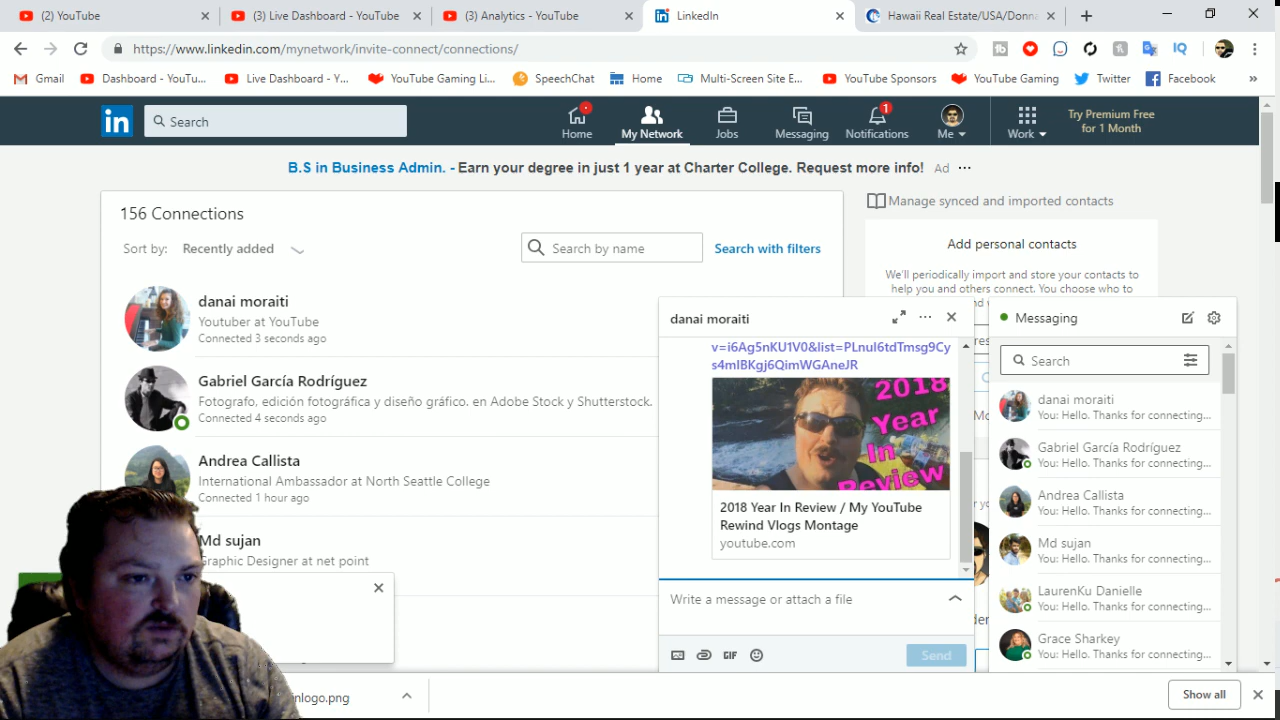 (2) YouTube
(3) Live Dashboard - YouTube
(3) Analytics - YouTube
LinkedIn
Hawaii Real Estate/USA/Donna
https://www.linkedin.com/mynetwork/invite-connect/connections/
Gmail
Dashboard - YouTu...
Live Dashboard - Y...
YouTube Gaming Li...
SpeechChat
Home
Multi-Screen Site E...
YouTube Sponsors
YouTube Gaming
Twitter
Facebook
»
in
Search
Home
My Network
Jobs
Messaging
1
Notifications
Me
Work
Try Premium Free
for 1 Month
B.S in Business Admin. - Earn your degree in just 1 year at Charter College. Request more info! Ad ...
156 Connections
Sort by: Recently added
Search by name
Search with filters
danai moraiti
Youtuber at YouTube
Connected 3 seconds ago
Gabriel García Rodríguez
Fotografo, edición fotográfica y diseño gráfico. en Adobe Stock y Shutterstock.
Connected 4 seconds ago
Andrea Callista
International Ambassador at North Seattle College
Connected 1 hour ago
Md sujan
Graphic Designer at net point
nlogo.png
Manage synced and imported contacts
Add personal contacts
We'll periodically import and store your contacts to
help you and others connect. You choose who to
danai moraiti
v=i6Ag5nKU1V0&list=PLnul6tdTmsg9Cy
s4mlBKgj6QimWGAneJR
2018
Year
In
Review
2018 Year In Review / My YouTube
Rewind Vlogs Montage
youtube.com
Write a message or attach a file
GIF
Send
Messaging
Search
danai moraiti
You: Hello. Thanks for connecting...
Gabriel García Rodríguez
You: Hello. Thanks for connecting...
Andrea Callista
You: Hello. Thanks for connecting...
Md sujan
You: Hello. Thanks for connecting...
LaurenKu Danielle
You: Hello. Thanks for connecting...
Grace Sharkey
You: Hello. Thanks for connecting...
Show all